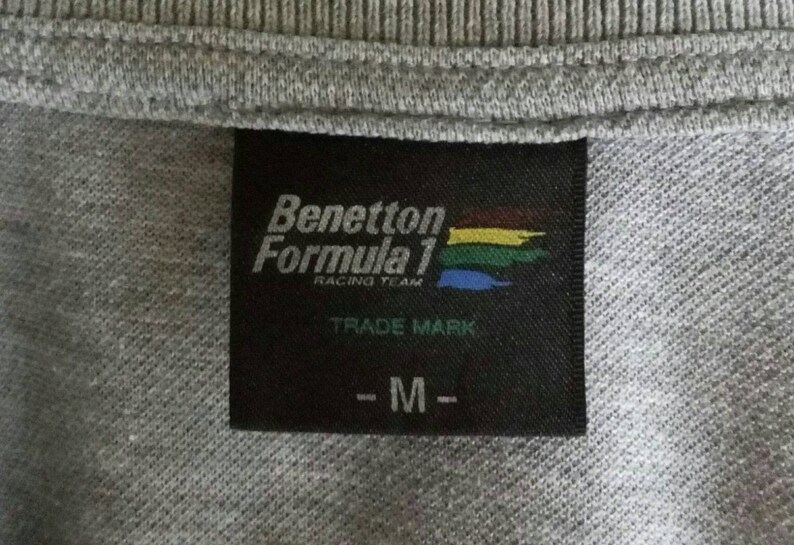 Benetton
Formula 1
RACING TEAM
TRADE MARK
- M -